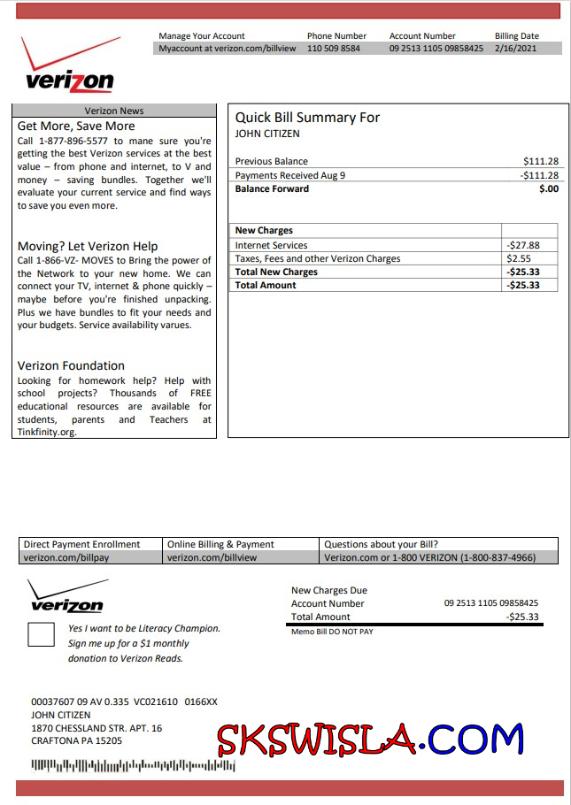 Manage Your Account Phone Number Account Number Billing Date
Myaccount at verizon.com/billview 110 509 8584 09 2513 1105 09858425 2/16/2021
verizon
Verizon News
Get More, Save More
Call 1-877-896-5577 to mane sure you're
getting the best Verizon services at the best
value – from phone and internet, to V and
money – saving bundles. Together we'll
evaluate your current service and find ways
to save you even more.
Moving? Let Verizon Help
Call 1-866-VZ- MOVES to Bring the power of
the Network to your new home. We can
connect your TV, internet & phone quickly –
maybe before you're finished unpacking.
Plus we have bundles to fit your needs and
your budgets. Service availability varues.
Verizon Foundation
Looking for homework help? Help with
school projects? Thousands of FREE
educational resources are available for
students, parents and Teachers at
Tinkfinity.org.
Quick Bill Summary For
JOHN CITIZEN
Previous Balance $111.28
Payments Received Aug 9 -$111.28
Balance Forward $.00
New Charges
Internet Services -$27.88
Taxes, Fees and other Verizon Charges $2.55
Total New Charges -$25.33
Total Amount -$25.33
Direct Payment Enrollment Online Billing & Payment Questions about your Bill?
verizon.com/billpay verizon.com/billview Verizon.com or 1-800 VERIZON (1-800-837-4966)
verizon
Yes I want to be Literacy Champion.
Sign me up for a $1 monthly
donation to Verizon Reads.
New Charges Due
Account Number 09 2513 1105 09858425
Total Amount -$25.33
Memo Bill DO NOT PAY
00037607 09 AV 0.335 VC021610 0166XX
JOHN CITIZEN
1870 CHESSLAND STR. APT. 16
CRAFTONA PA 15205
SKSWISLA.COM